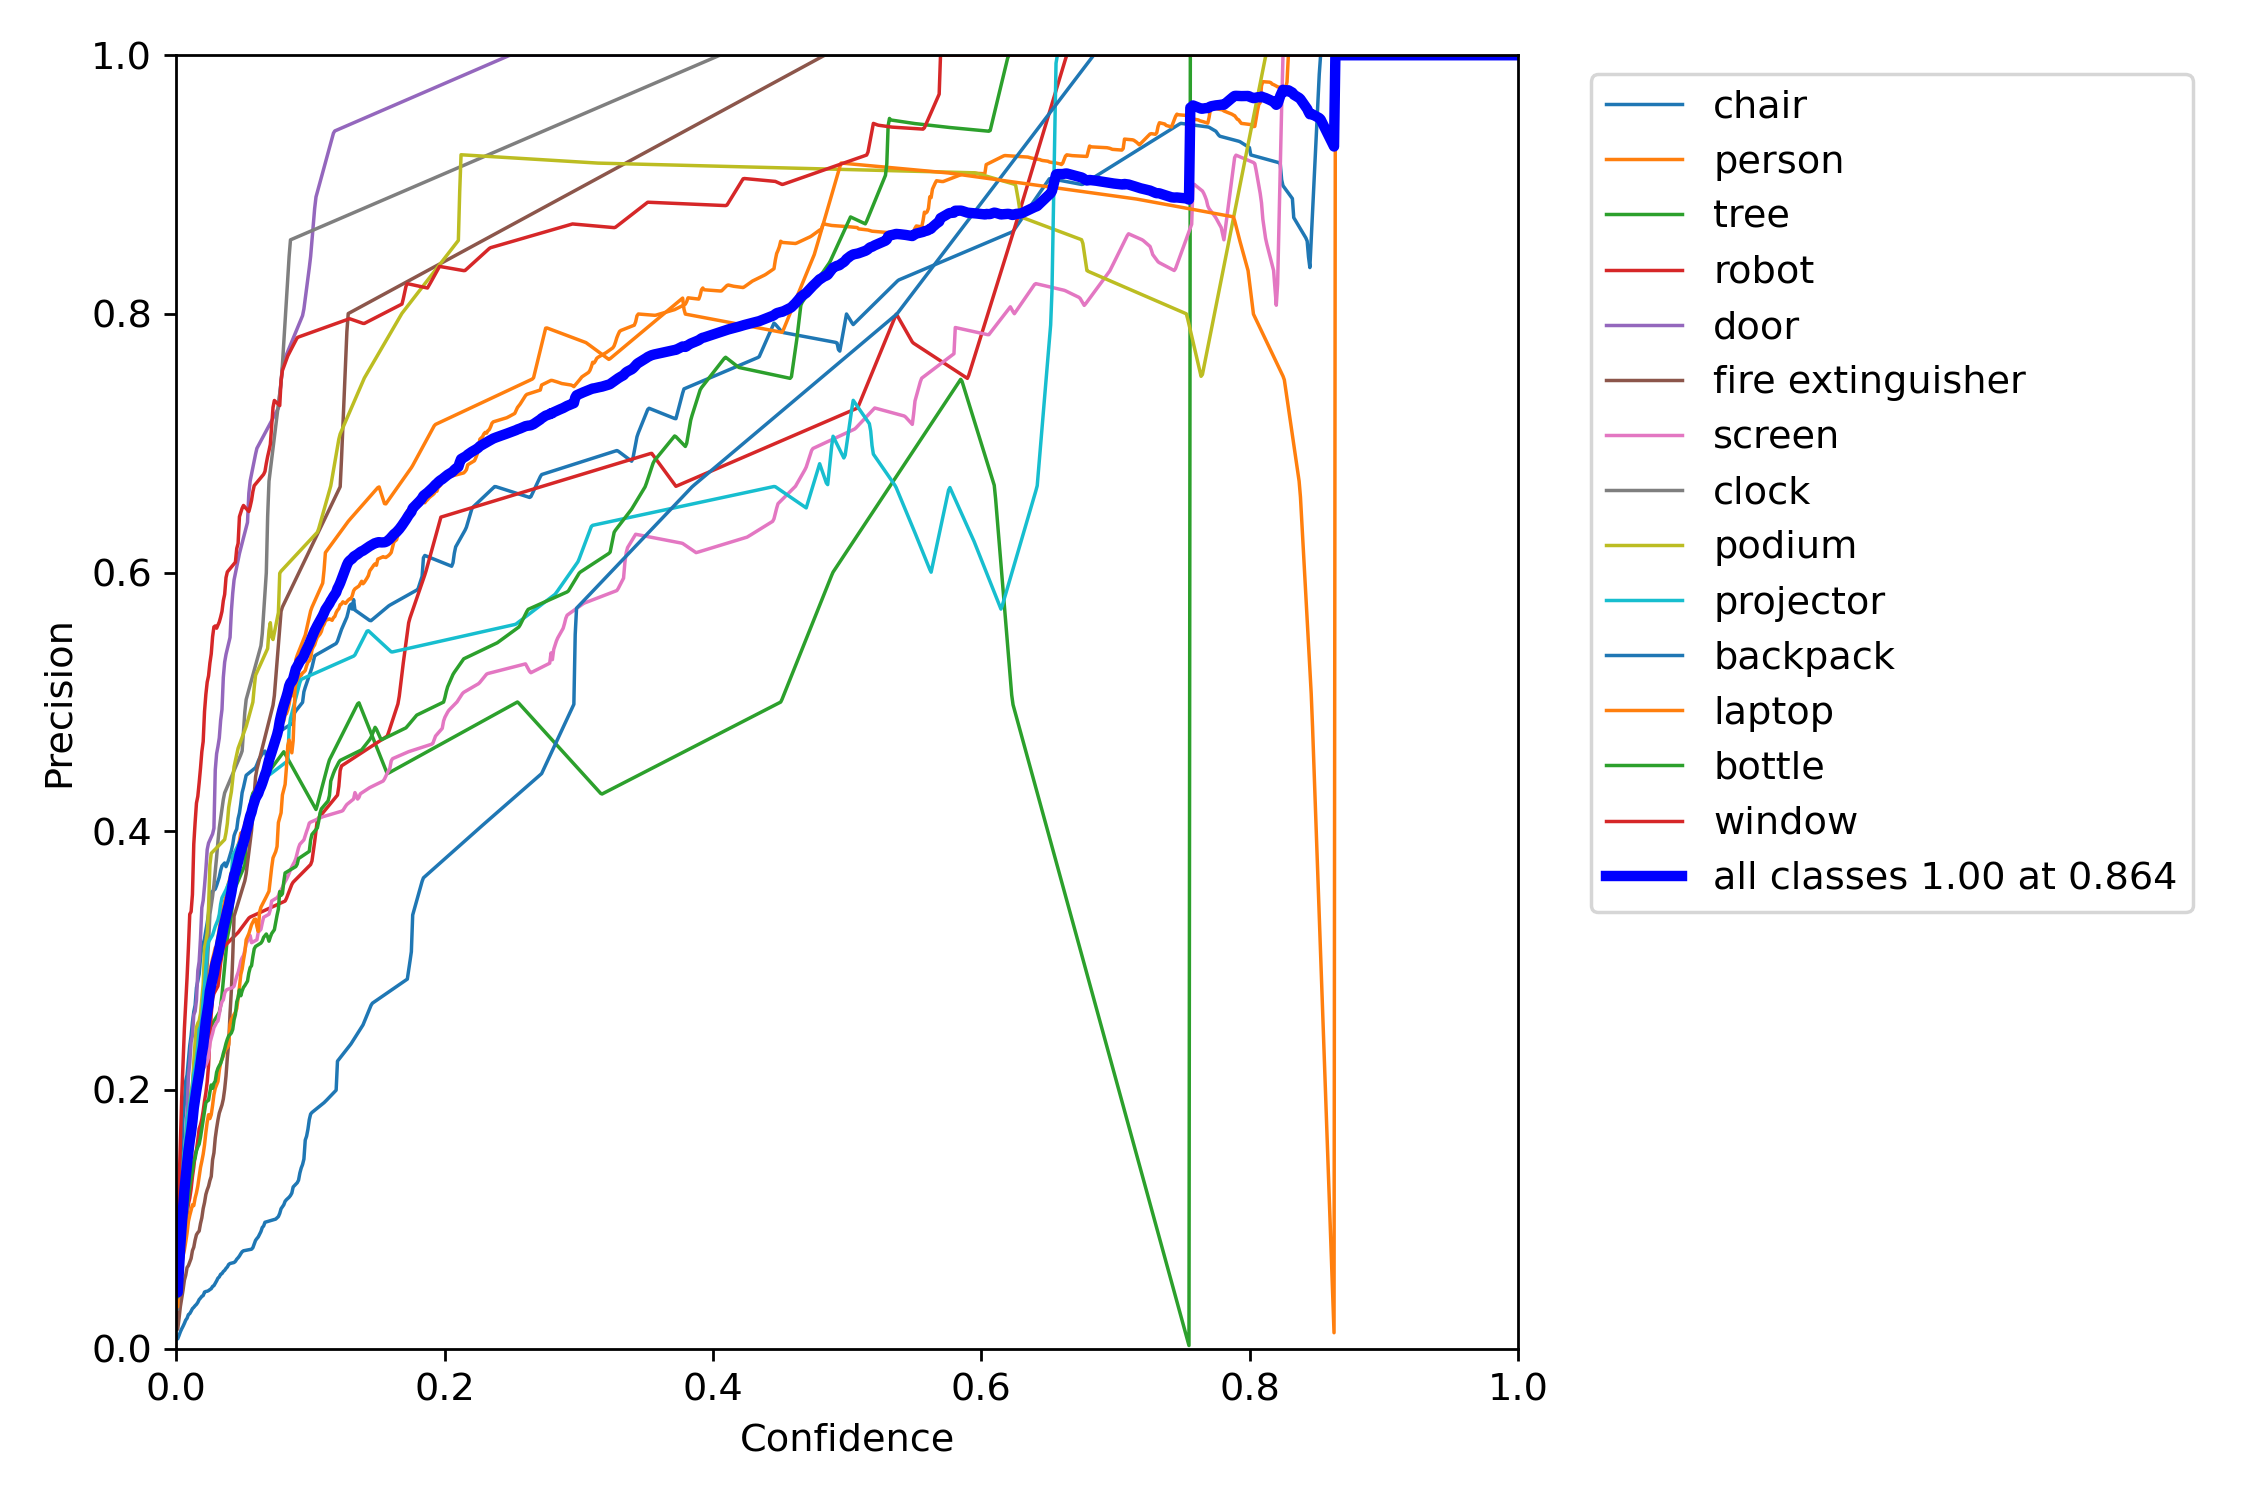 1.0
0.8
0.6
0.4
0.2
0.0
Precision
0.0 0.2 0.4 0.6 0.8 1.0
Confidence
chair
person
tree
robot
door
fire extinguisher
screen
clock
podium
projector
backpack
laptop
bottle
window
all classes 1.00 at 0.864